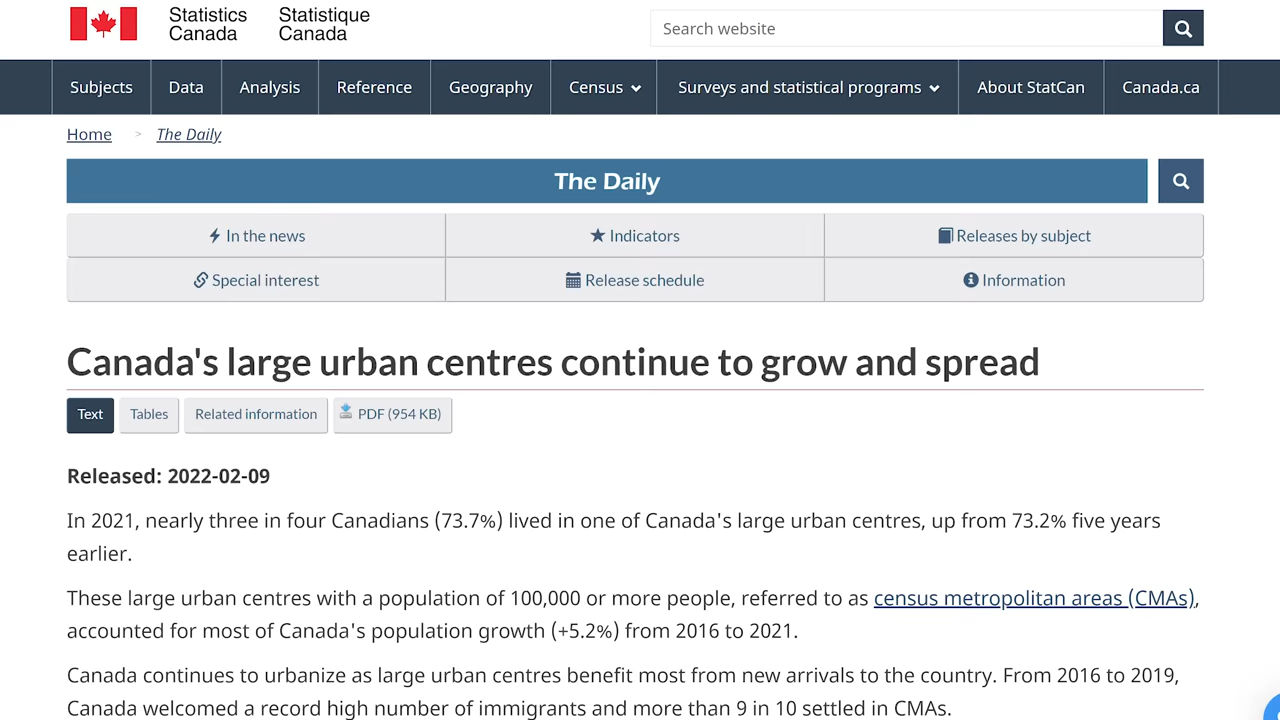 Statistics Canada
Statistique Canada
Search website
Subjects
Data
Analysis
Reference
Geography
Census
Surveys and statistical programs
About StatCan
Canada.ca
Home > The Daily
The Daily
In the news
Indicators
Releases by subject
Special interest
Release schedule
Information
Canada's large urban centres continue to grow and spread
Text
Tables
Related information
PDF (954 KB)
Released: 2022-02-09
In 2021, nearly three in four Canadians (73.7%) lived in one of Canada's large urban centres, up from 73.2% five years
earlier.
These large urban centres with a population of 100,000 or more people, referred to as census metropolitan areas (CMAs),
accounted for most of Canada's population growth (+5.2%) from 2016 to 2021.
Canada continues to urbanize as large urban centres benefit most from new arrivals to the country. From 2016 to 2019,
Canada welcomed a record high number of immigrants and more than 9 in 10 settled in CMAs.